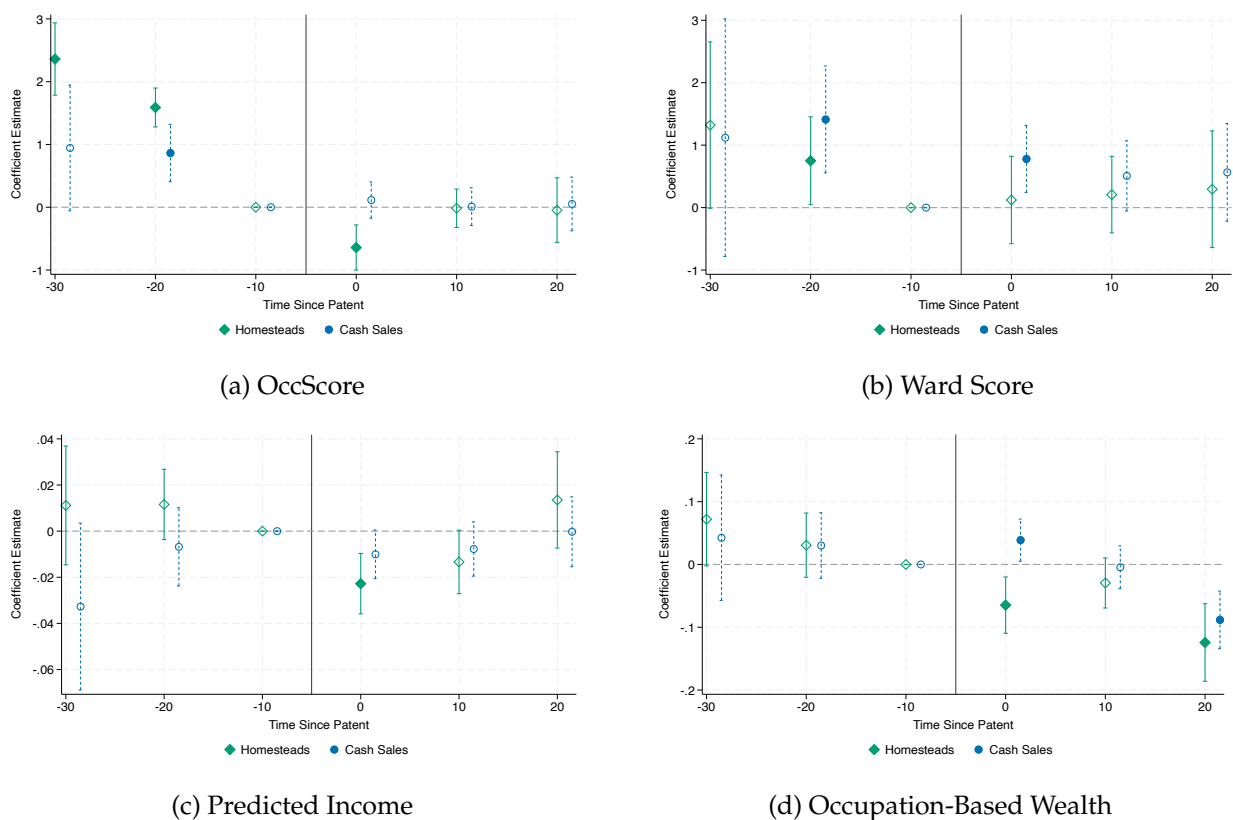 3
2
1
0
-1
Coefficient Estimate
-30 -20 -10 0 10 20
Time Since Patent
Homesteads Cash Sales
(a) OccScore
3
2
1
0
-1
Coefficient Estimate
-30 -20 -10 0 10 20
Time Since Patent
Homesteads Cash Sales
(b) Ward Score
.04
.02
0
-.02
-.04
-.06
Coefficient Estimate
-30 -20 -10 0 10 20
Time Since Patent
Homesteads Cash Sales
(c) Predicted Income
.2
.1
0
-.1
-.2
Coefficient Estimate
-30 -20 -10 0 10 20
Time Since Patent
Homesteads Cash Sales
(d) Occupation-Based Wealth